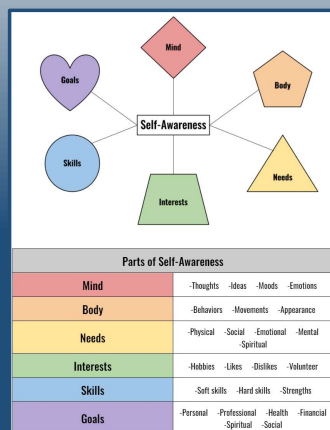 Mind
Goals
Body
Self-Awareness
Skills
Needs
Interests
Parts of Self-Awareness
Mind
-Thoughts -Ideas -Moods -Emotions
Body
-Behaviors -Movements -Appearance
Needs
-Physical -Social -Emotional -Mental
-Spiritual
Interests
-Hobbies -Likes -Dislikes -Volunteer
Skills
-Soft skills -Hard skills -Strengths
Goals
-Personal -Professional -Health -Financial
-Spiritual -Social